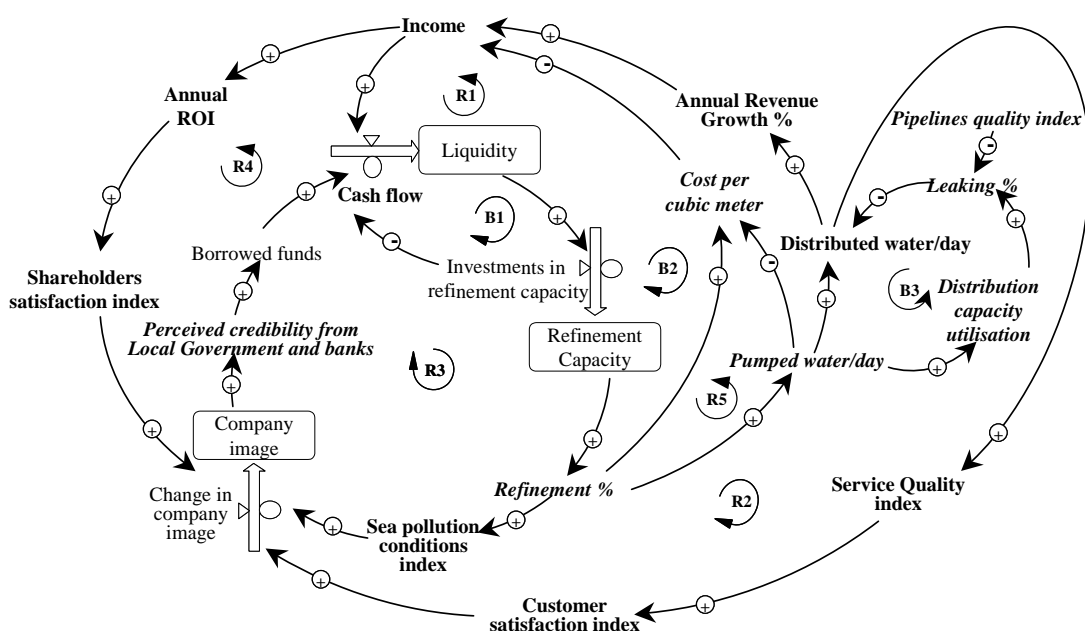 Income
+
+
+
-
R1
Annual
ROI
Annual Revenue
Growth %
Pipelines quality index
-
R4
Liquidity
Cash flow
+
+
+
Cost per
cubic meter
Leaking %
-
+
B1
+
-
Borrowed funds
Investments in
refinement capacity
B2
Distributed water/day
Shareholders
satisfaction index
+
+
-
+
B3
Distribution
capacity
utilisation
Perceived credibility from
Local Government and banks
Refinement
Capacity
R3
Pumped water/day
+
+
R5
Company
image
+
+
+
+
Change in
company
image
Refinement %
R2
Service Quality
index
+
+
Sea pollution
conditions
index
+
+
Customer
satisfaction index